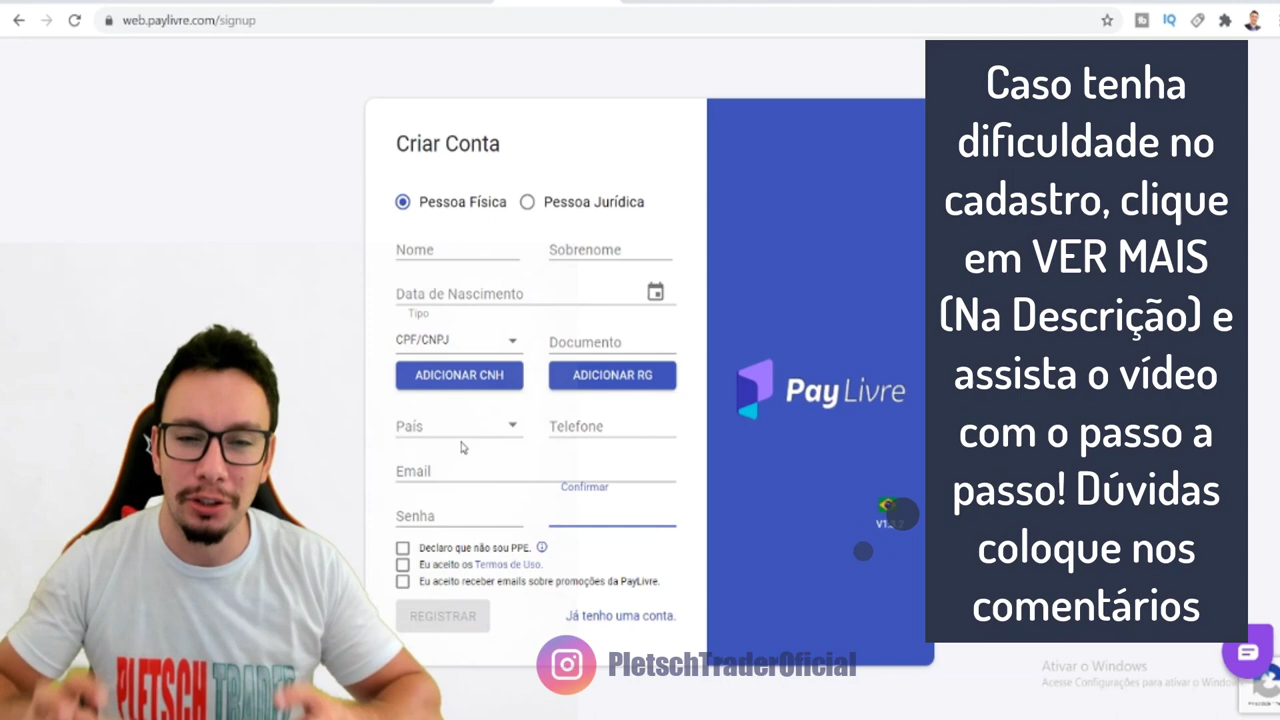 web.paylivre.com/signup
IQ
Criar Conta
Pessoa Física
Pessoa Jurídica
Nome
Sobrenome
Data de Nascimento
Tipo
CPF/CNPJ
Documento
ADICIONAR CNH
ADICIONAR RG
País
Telefone
Email
Confirmar
Senha
Declaro que não sou PPE.
Eu aceito os Termos de Uso.
Eu aceito receber emails sobre promoções da PayLivre.
REGISTRAR
Já tenho uma conta.
Pay Livre
Caso tenha
dificuldade no
cadastro, clique
em VER MAIS
(Na Descrição) e
assista o vídeo
com o passo a
passo! Dúvidas
coloque nos
comentários
PletschTraderOficial
Ativar o Windows
Acesse Configurações para ativar o Windows
PLETSCH TRADER